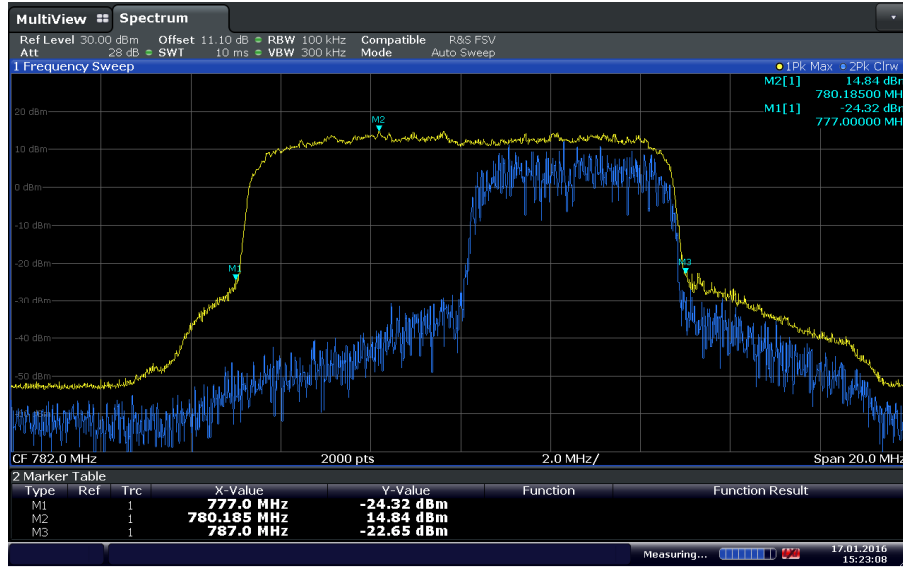 MultiView Spectrum
Ref Level 30.00 dBm Offset 11.10 dB RBW 100 kHz Compatible R&S FSV
Att 28 dB SWT 10 ms VBW 300 kHz Mode Auto Sweep
1 Frequency Sweep 1Pk Max 2Pk Clrw
M2[1] 14.84 dBr
780.18500 MH
M1[1] -24.32 dBr
777.00000 MH
20 dBm
M2
10 dBm
0 dBm
-10 dBm
-20 dBm
M1
M3
-30 dBm
-40 dBm
-50 dBm
CF 782.0 MHz 2000 pts 2.0 MHz/ Span 20.0 MHz
2 Marker Table
Type Ref Trc X-Value Y-Value Function Function Result
M1 1 777.0 MHz -24.32 dBm
M2 1 780.185 MHz 14.84 dBm
M3 1 787.0 MHz -22.65 dBm
Measuring... 17.01.2016
15:23:08